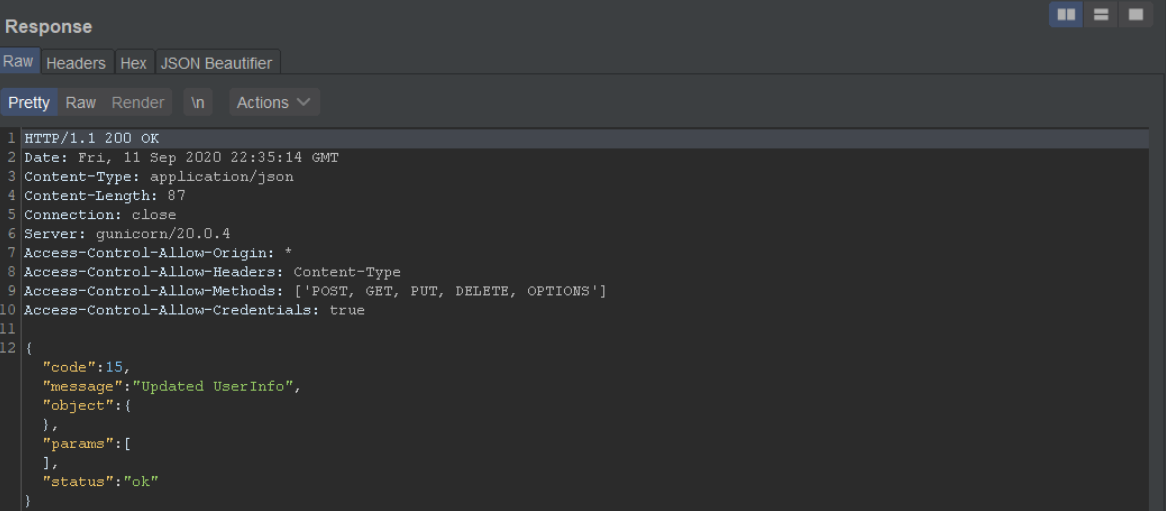 Response
Raw Headers Hex JSON Beautifier
Pretty Raw Render \n Actions
1 HTTP/1.1 200 OK
2 Date: Fri, 11 Sep 2020 22:35:14 GMT
3 Content-Type: application/json
4 Content-Length: 87
5 Connection: close
6 Server: gunicorn/20.0.4
7 Access-Control-Allow-Origin: *
8 Access-Control-Allow-Headers: Content-Type
9 Access-Control-Allow-Methods: ['POST, GET, PUT, DELETE, OPTIONS']
10 Access-Control-Allow-Credentials: true
11
12 {
"code":15,
"message":"Updated UserInfo",
"object":{
},
"params":[
],
"status":"ok"
}